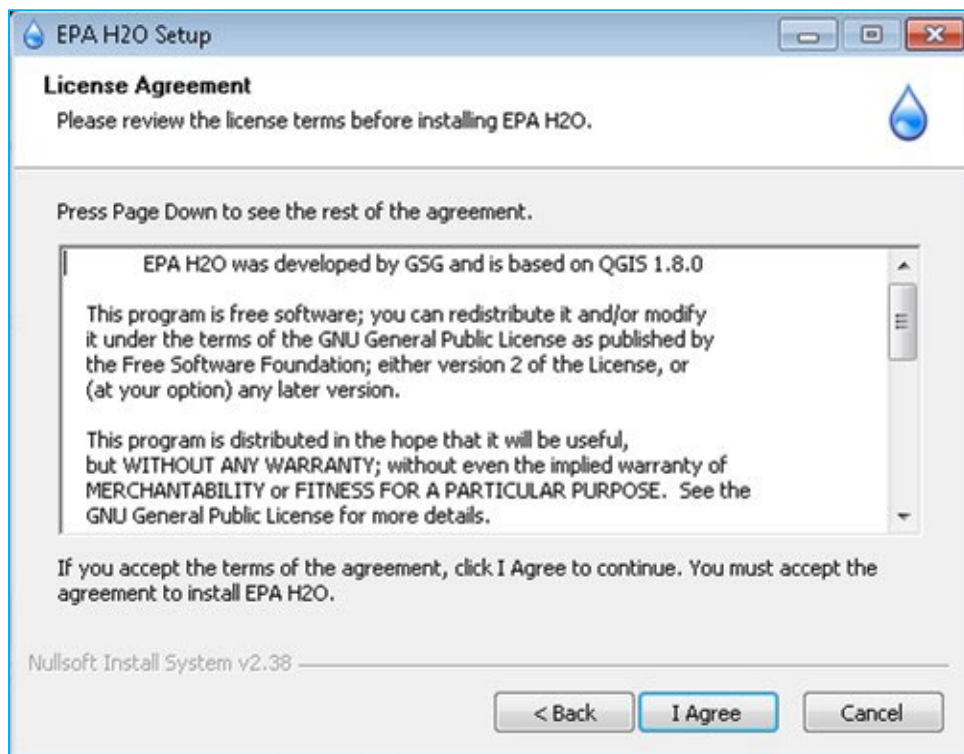 EPA H2O Setup
License Agreement
Please review the license terms before installing EPA H2O.
Press Page Down to see the rest of the agreement.
EPA H2O was developed by GSG and is based on QGIS 1.8.0
This program is free software; you can redistribute it and/or modify
it under the terms of the GNU General Public License as published by
the Free Software Foundation; either version 2 of the License, or
(at your option) any later version.
This program is distributed in the hope that it will be useful,
but WITHOUT ANY WARRANTY; without even the implied warranty of
MERCHANTABILITY or FITNESS FOR A PARTICULAR PURPOSE.  See the
GNU General Public License for more details.
If you accept the terms of the agreement, click I Agree to continue. You must accept the
agreement to install EPA H2O.
Nullsoft Install System v2.38
< Back
I Agree
Cancel